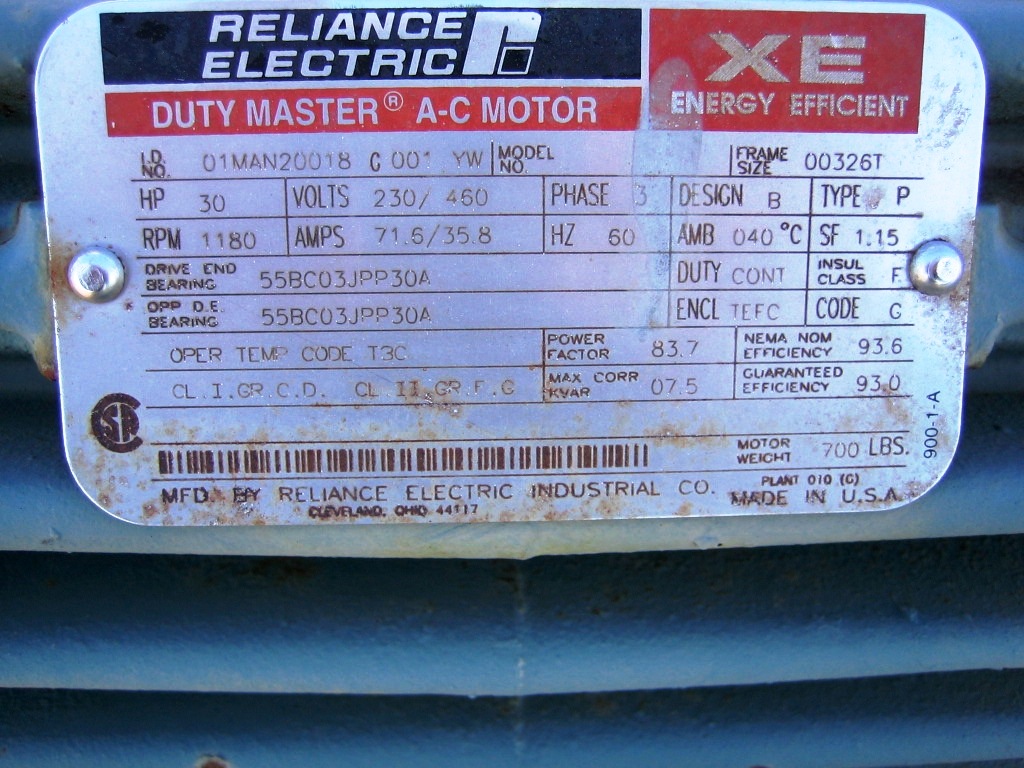 RELIANCE
ELECTRIC
XE
ENERGY EFFICIENT
DUTY MASTER® A-C MOTOR
I.D. NO. 01MAN20018 G 001 YW MODEL NO. FRAME SIZE 00326T
HP 30 VOLTS 230/ 460 PHASE 3 DESIGN B TYPE P
RPM 1180 AMPS 71.6/35.8 HZ 60 AMB 040 °C SF 1.15
DRIVE END BEARING 55BC03JPP30A DUTY CONT INSUL CLASS F
OPP D.E. BEARING 55BC03JPP30A ENCL TEFC CODE G
OPER TEMP CODE T3C POWER FACTOR 83.7 NEMA NOM EFFICIENCY 93.6
CL.I.GR.C.D. CL II.GR.F.G MAX CORR KVAR 07.5 GUARANTEED EFFICIENCY 93.0
900-1-A
MOTOR WEIGHT 700 LBS.
PLANT 010 (G)
MFD. BY RELIANCE ELECTRIC INDUSTRIAL CO. MADE IN U.S.A.
CLEVELAND, OHIO 44117